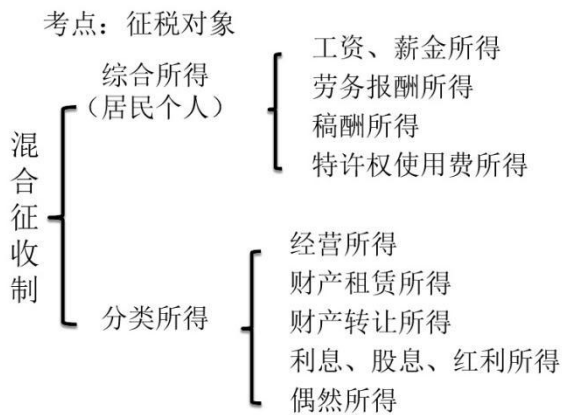 考点：征税对象
混合征收制
综合所得
（居民个人）
工资、薪金所得
劳务报酬所得
稿酬所得
特许权使用费所得
分类所得
经营所得
财产租赁所得
财产转让所得
利息、股息、红利所得
偶然所得